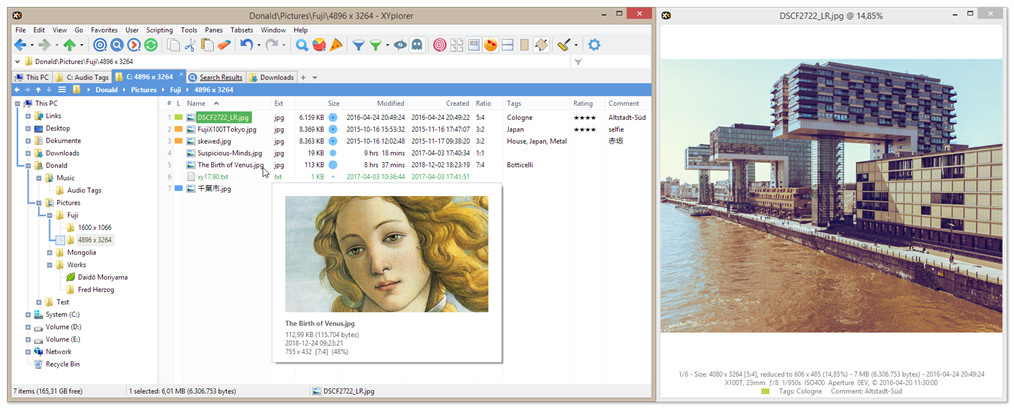 Donald\Pictures\Fuji\4896 x 3264 - XYplorer
File Edit View Go Favorites User Scripting Tools Panes Tabsets Window Help
Donald\Pictures\Fuji\4896 x 3264
This PC C: Audio Tags C: 4896 x 3264 Search Results Downloads
Donald Pictures Fuji 4896 x 3264
This PC
Links
Desktop
Dokumente
Downloads
Donald
Music
Audio Tags
Pictures
Fuji
1600 x 1066
4896 x 3264
Mongolia
Works
Daidō Moriyama
Fred Herzog
Test
System (C:)
Volume (D:)
Volume (E:)
Network
Recycle Bin
# L Name Ext Size Modified Created Ratio Tags Rating Comment
1 DSCF2722_LR.jpg jpg 6.159 KB 2016-04-24 20:49:24 2016-04-24 20:49:22 5:4 Cologne ★★★★ Altstadt-Süd
2 FujiX100TTokyo.jpg jpg 8.369 KB 2015-10-16 15:53:32 2015-11-16 17:47:07 3:2 Japan ★★★★ selfie
3 skewed.jpg jpg 8.363 KB 2015-10-16 12:53:42 2015-11-17 09:38:20 3:2 House, Japan, Metal 赤坂
4 Suspicious-Minds.jpg jpg 19 KB 9 hrs 18 mins 2017-04-03 17:40:34 1:1
5 The Birth of Venus.jpg jpg 113 KB 8 hrs 37 mins 2018-12-02 18:23:19 7:4 Botticelli
6 xy17.90.txt txt 1 KB 2017-04-03 10:36:44 2017-04-03 17:41:51
7 千葉市.jpg
The Birth of Venus.jpg
112,99 KB (115.704 bytes)
2018-12-24 09:23:21
755 x 432 [7:4] (48%)
7 items (165,31 GB free) 1 selected: 6,01 MB (6.306.753 bytes) DSCF2722_LR.jpg
DSCF2722_LR.jpg @ 14,85%
1/6 - Size: 4080 x 3264 [5:4], reduced to 606 x 485 (14,85%) - 7 MB (6.306.753 bytes) - 2016-04-24 20:49:24
X100T, 23mm ƒ/8 1/950s ISO400 Aperture 0EV, © 2016-04-20 11:30:00
Tags: Cologne Comment: Altstadt-Süd